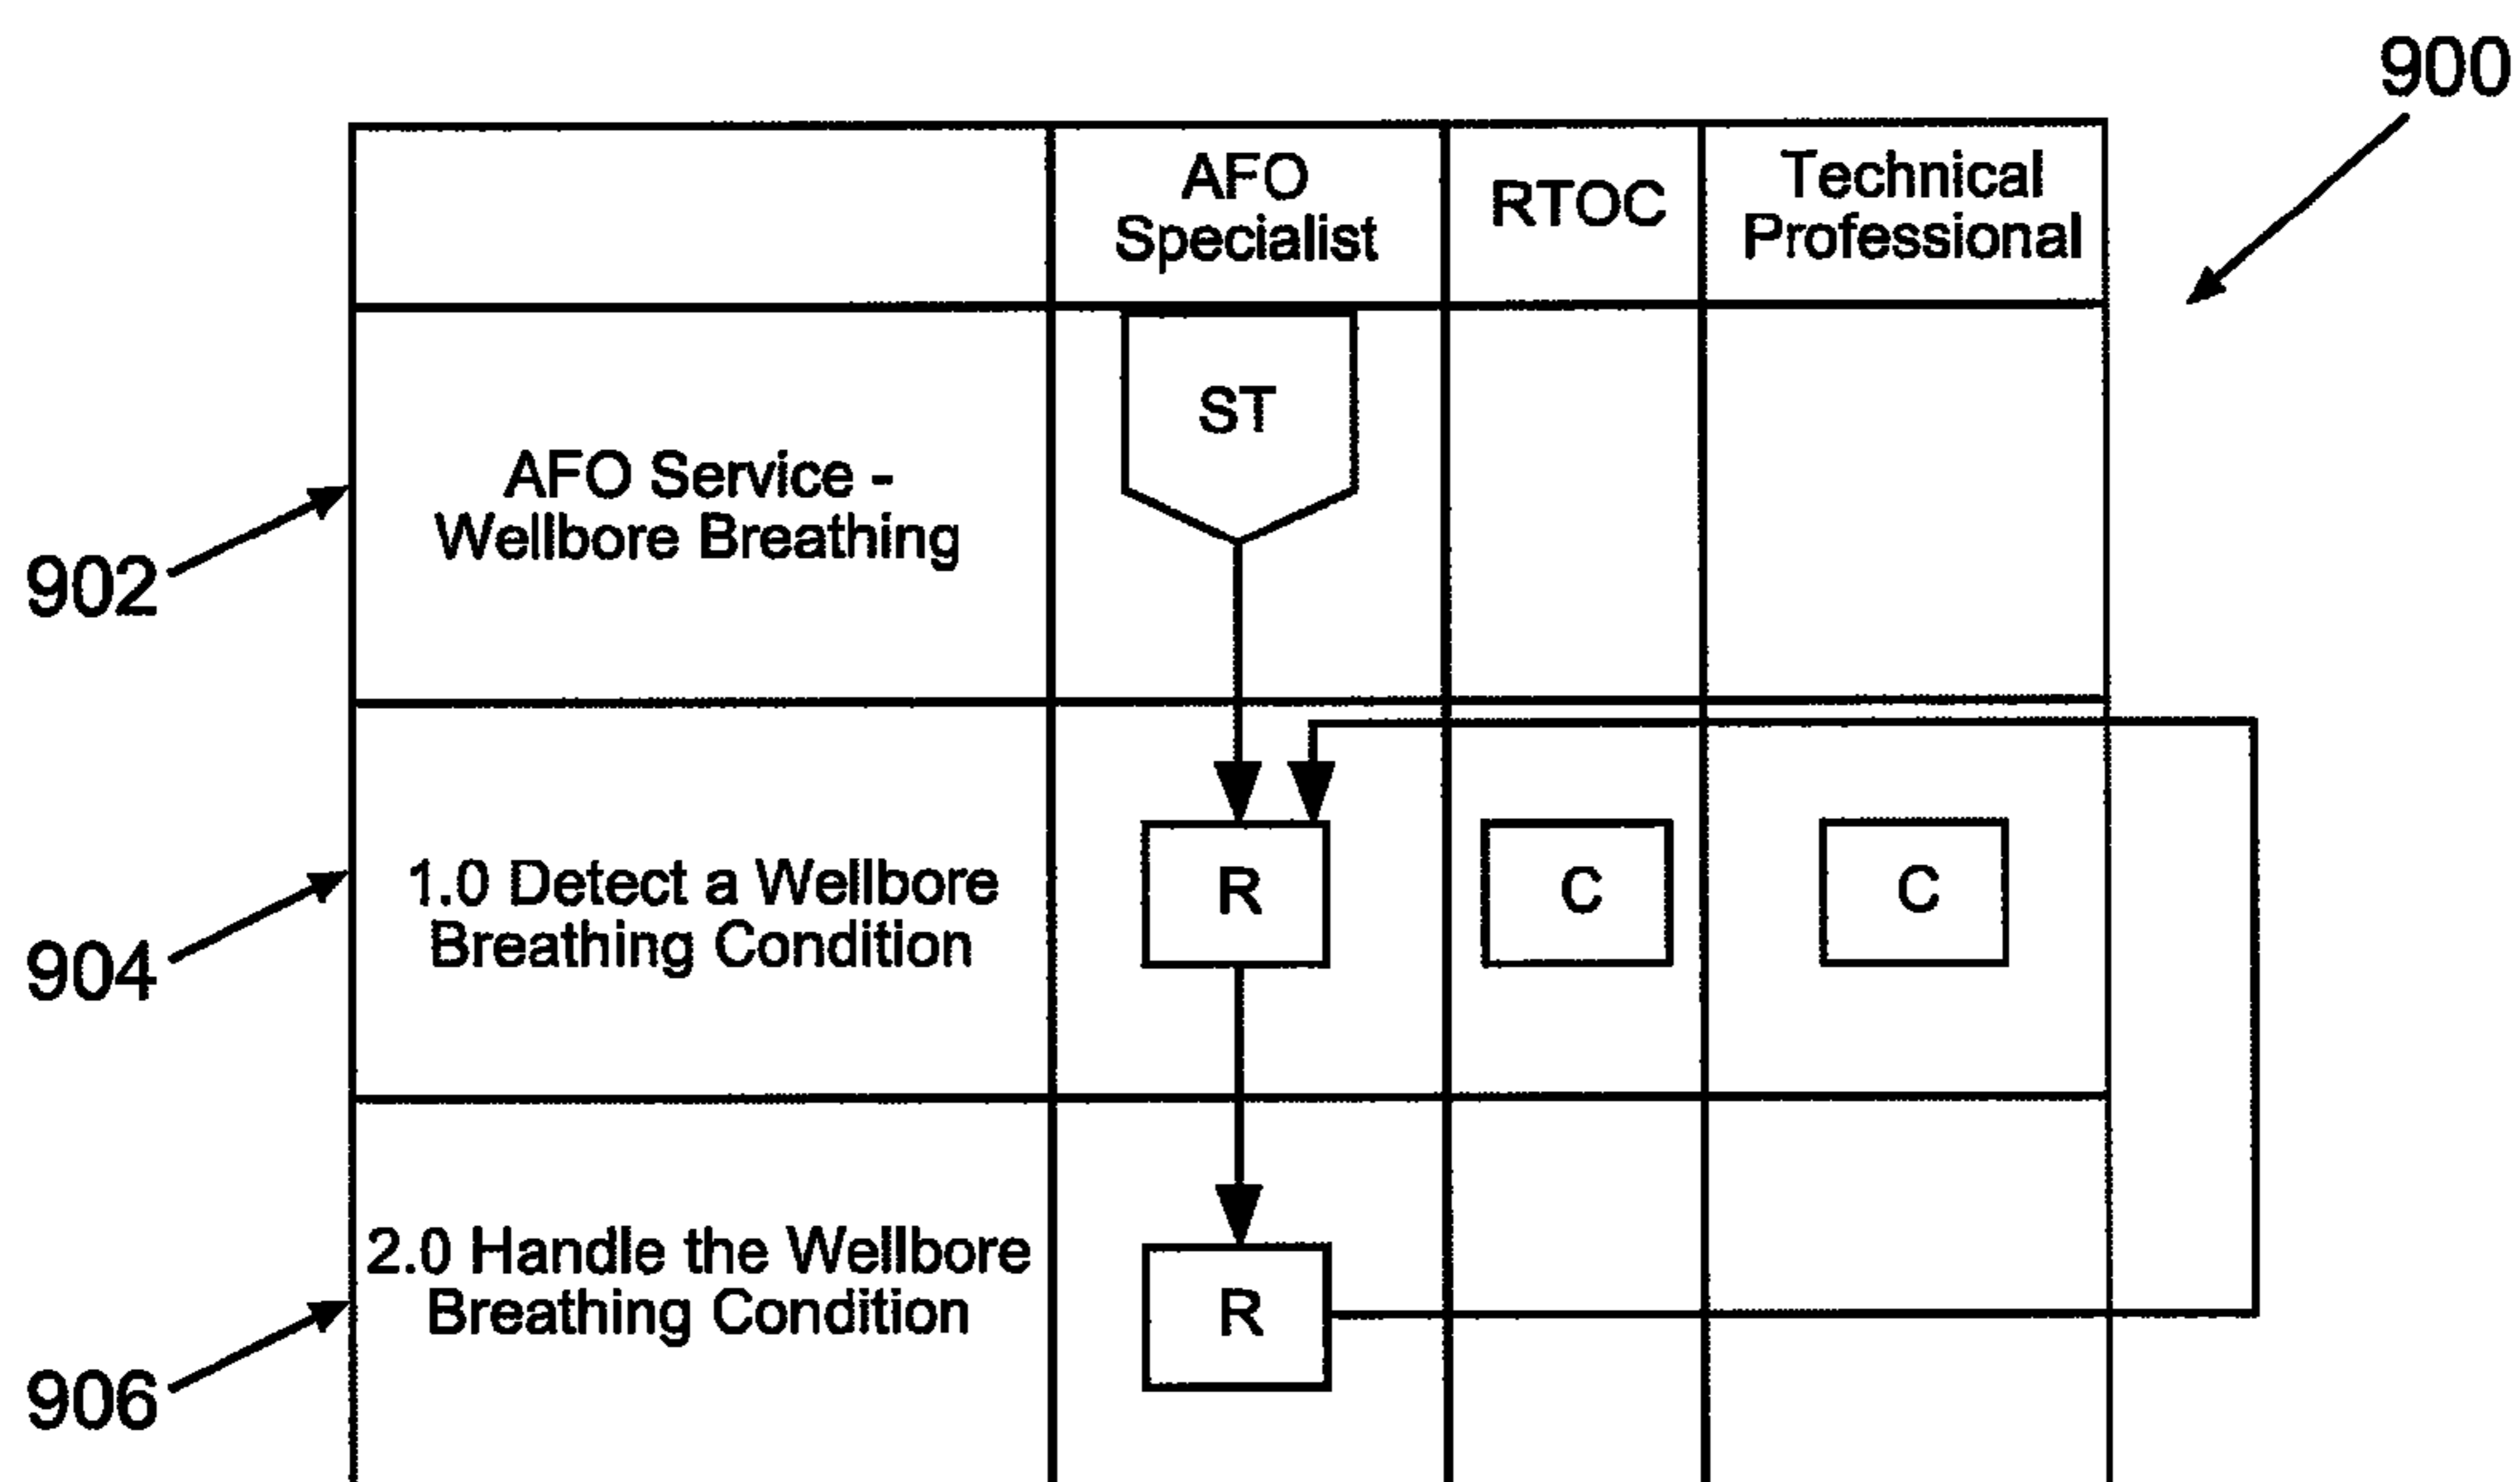 900
AFO
Specialist
RTOC
Technical
Professional
ST
AFO Service -
Wellbore Breathing
902
R
C
C
1.0 Detect a Wellbore
Breathing Condition
904
2.0 Handle the Wellbore
Breathing Condition
R
906